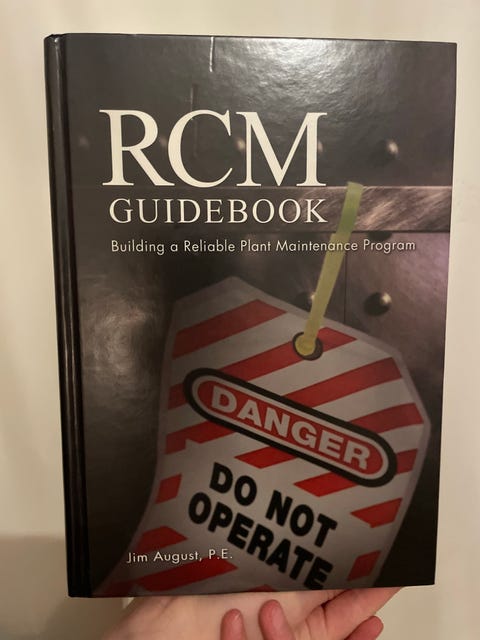 RCM
GUIDEBOOK
Building a Reliable Plant Maintenance Program
DANGER
DO NOT
OPERATE
Jim August, P.E.